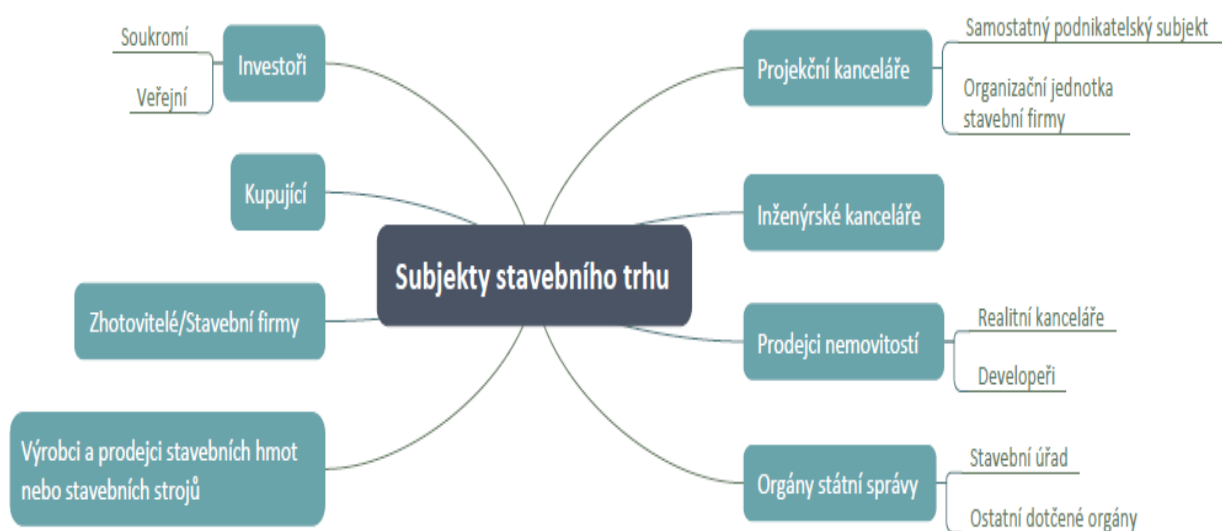 Subjekty stavebního trhu
Soukromí
Veřejní
Investoři
Kupující
Zhotovitelé/Stavební firmy
Výrobci a prodejci stavebních hmot
nebo stavebních strojů
Projekční kanceláře
Samostatný podnikatelský subjekt
Organizační jednotka
stavební firmy
Inženýrské kanceláře
Prodejci nemovitostí
Realitní kanceláře
Developeři
Orgány státní správy
Stavební úřad
Ostatní dotčené orgány